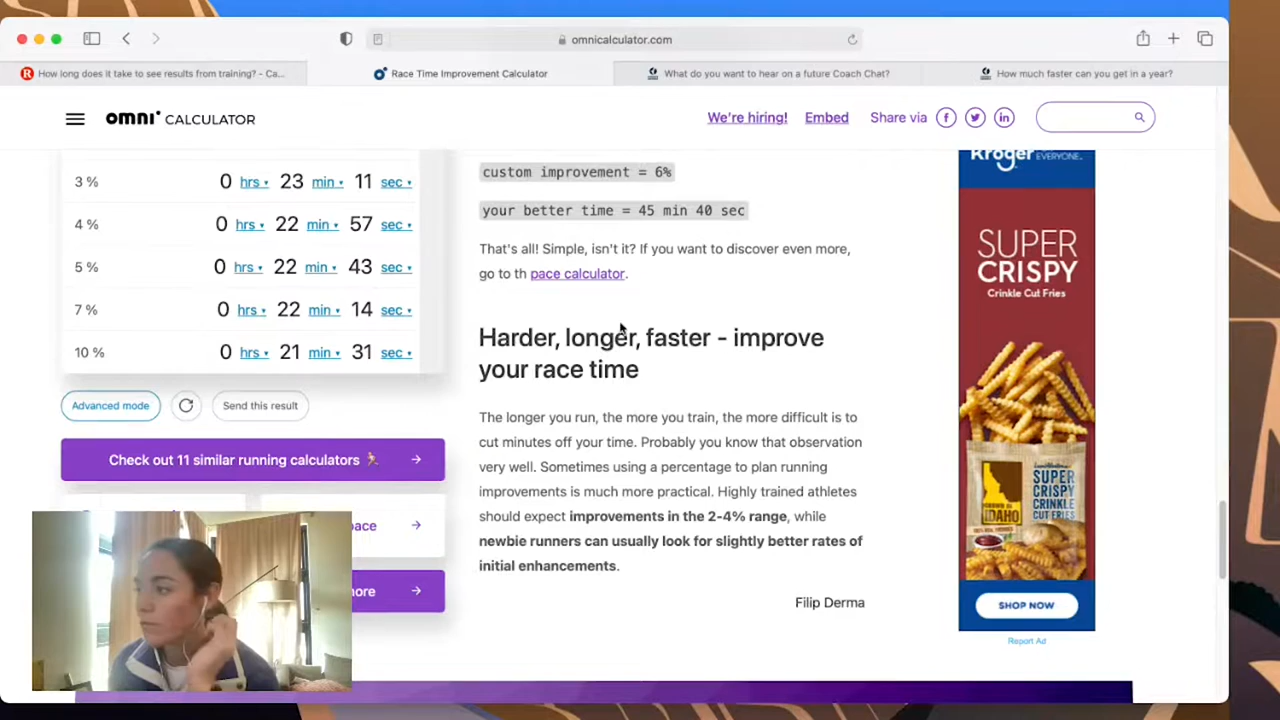 omnicalculator.com
How long does it take to see results from training? - Ca...
Race Time Improvement Calculator
What do you want to hear on a future Coach Chat?
How much faster can you get in a year?
omni CALCULATOR
We're hiring!
Embed
Share via
3 % 0 hrs 23 min 11 sec
4 % 0 hrs 22 min 57 sec
5 % 0 hrs 22 min 43 sec
7 % 0 hrs 22 min 14 sec
10 % 0 hrs 21 min 31 sec
Advanced mode
Send this result
Check out 11 similar running calculators
custom improvement = 6%
your better time = 45 min 40 sec
That's all! Simple, isn't it? If you want to discover even more,
go to th pace calculator.
Harder, longer, faster - improve
your race time
The longer you run, the more you train, the more difficult is to
cut minutes off your time. Probably you know that observation
very well. Sometimes using a percentage to plan running
improvements is much more practical. Highly trained athletes
should expect improvements in the 2-4% range, while
newbie runners can usually look for slightly better rates of
initial enhancements.
Filip Derma
Kroger
EVERYONE.
SUPER
CRISPY
Crinkle Cut Fries
IDAHO
SUPER
CRISPY
CRINKLE
CUT FRIES
SHOP NOW
Report Ad